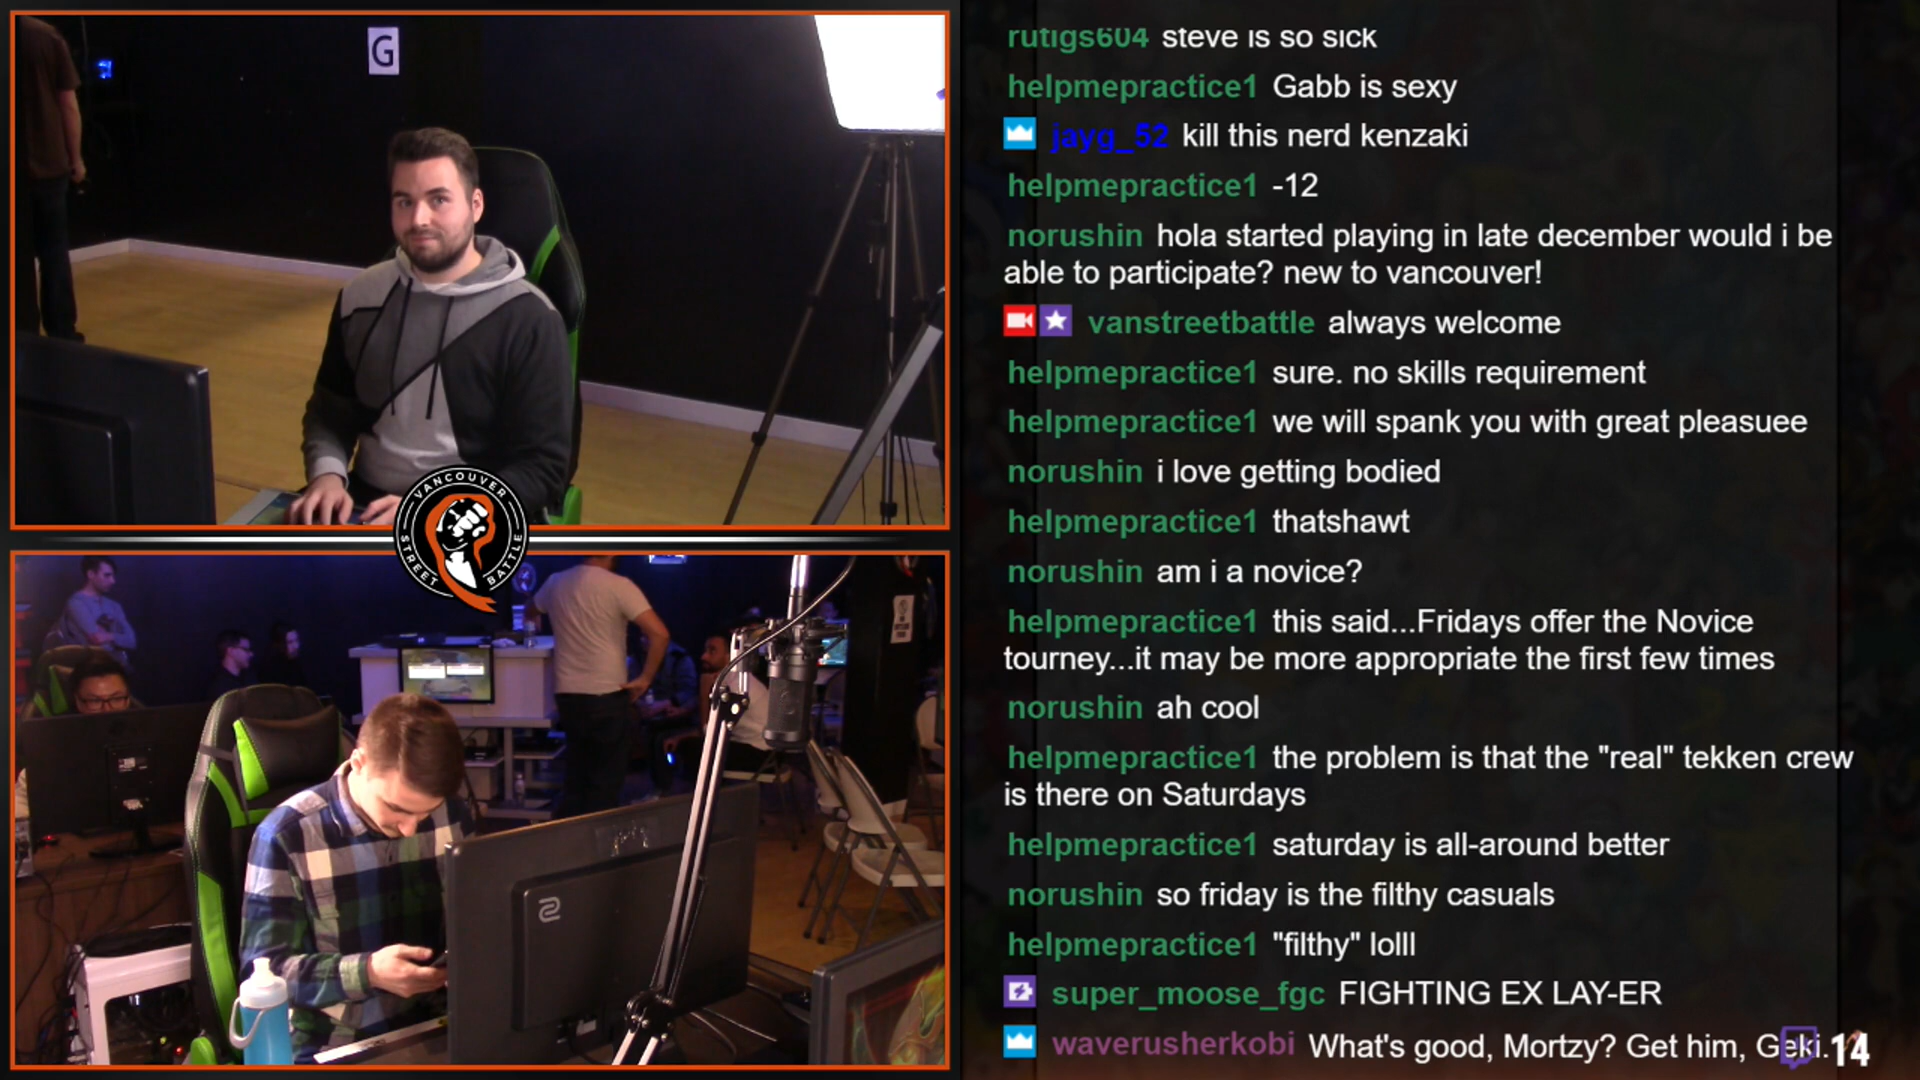 G
VANCOUVER
STREET BATTLE
rutigs604 steve is so sick
helpmepractice1 Gabb is sexy
jayg_52 kill this nerd kenzaki
helpmepractice1 -12
norushin hola started playing in late december would i be
able to participate? new to vancouver!
vanstreetbattle always welcome
helpmepractice1 sure. no skills requirement
helpmepractice1 we will spank you with great pleasuee
norushin i love getting bodied
helpmepractice1 thatshawt
norushin am i a novice?
helpmepractice1 this said...Fridays offer the Novice
tourney...it may be more appropriate the first few times
norushin ah cool
helpmepractice1 the problem is that the "real" tekken crew
is there on Saturdays
helpmepractice1 saturday is all-around better
norushin so friday is the filthy casuals
helpmepractice1 "filthy" lolll
super_moose_fgc FIGHTING EX LAY-ER
waverusherkobi What's good, Mortzy? Get him, Geki.
14